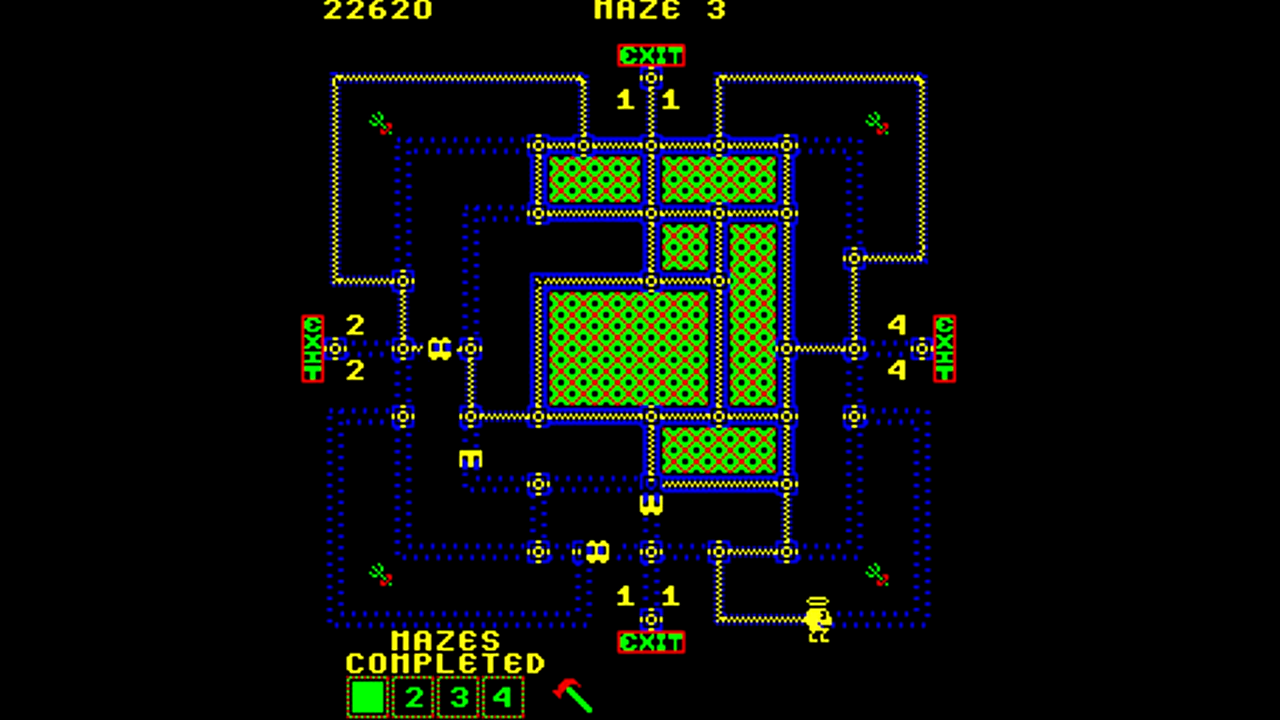 22620 MAZE 3
EXIT
1 1
2 4
EXIT EXIT
2 4
1 1
MAZES
EXIT
COMPLETED
2 3 4